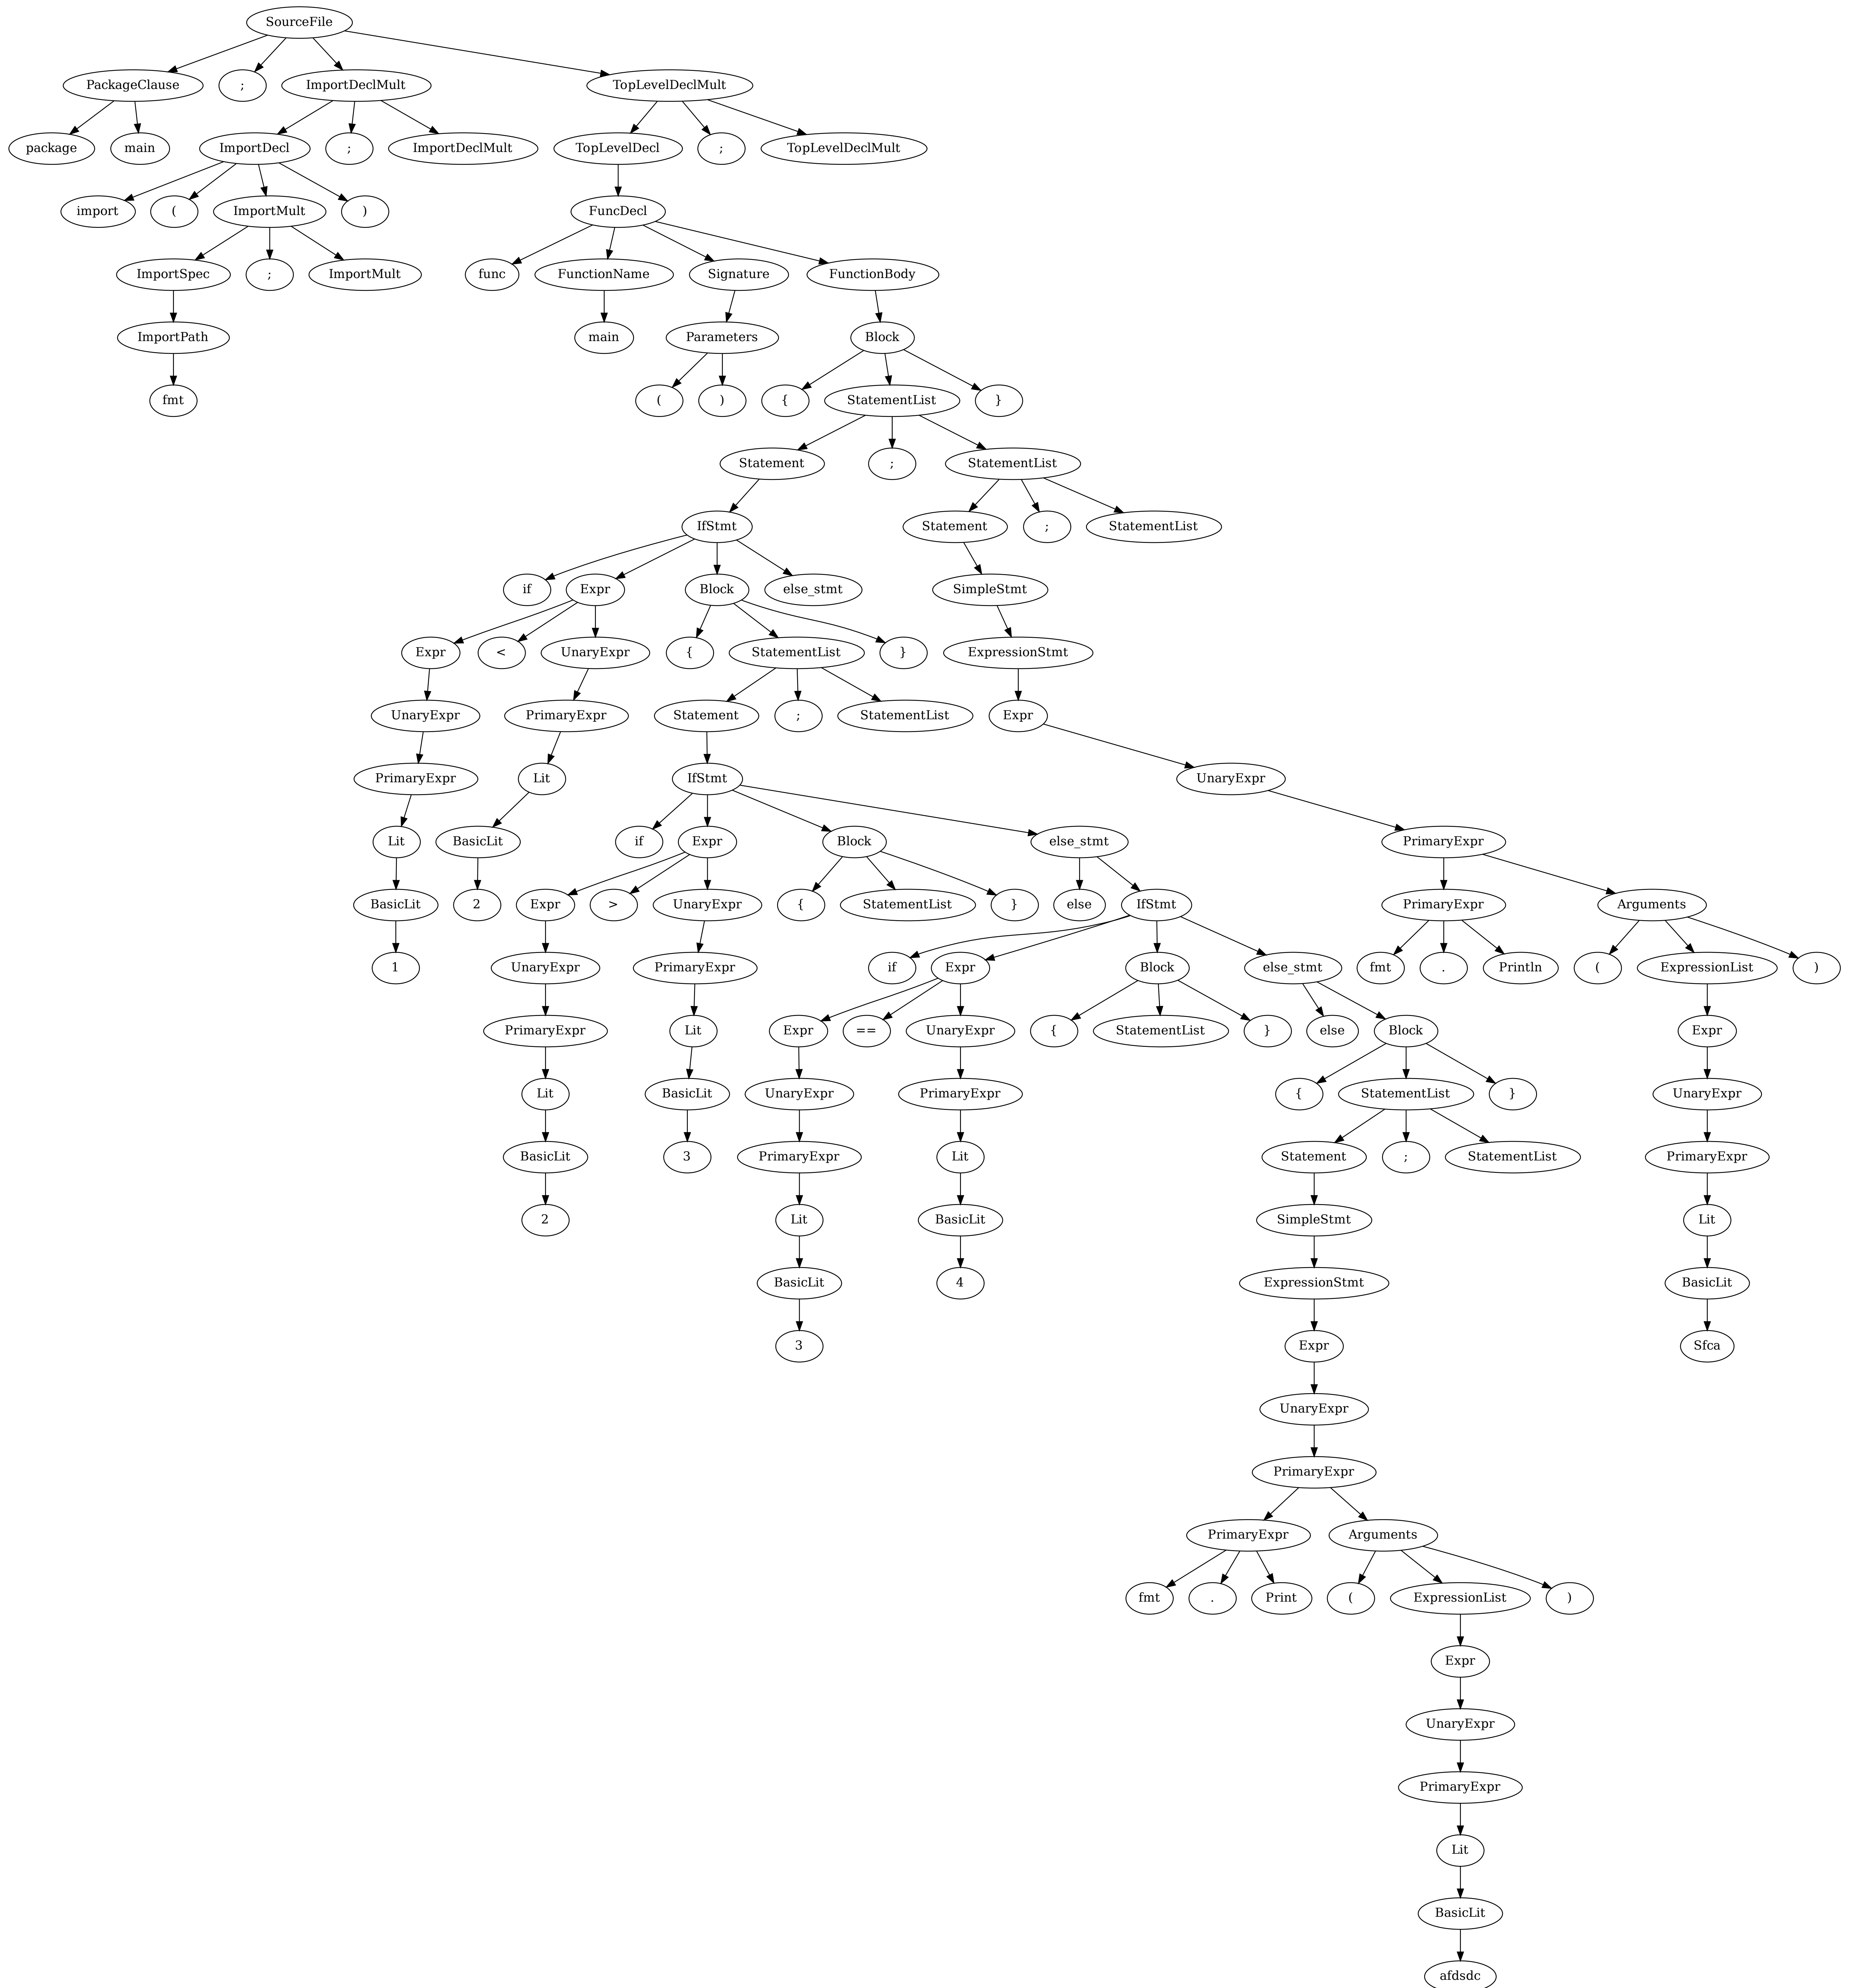 SourceFile
PackageClause ; ImportDeclMult TopLevelDeclMult
package main ImportDecl ; ImportDeclMult TopLevelDecl ; TopLevelDeclMult
import ( ImportMult ) FuncDecl
ImportSpec ; ImportMult func FunctionName Signature FunctionBody
ImportPath main Parameters Block
fmt ( ) { StatementList }
Statement ; StatementList
IfStmt Statement ; StatementList
if Expr Block else_stmt SimpleStmt
Expr < UnaryExpr { StatementList } ExpressionStmt
UnaryExpr PrimaryExpr Statement ; StatementList Expr
PrimaryExpr Lit IfStmt UnaryExpr
Lit BasicLit if Expr Block else_stmt PrimaryExpr
BasicLit 2 Expr > UnaryExpr { StatementList } else IfStmt PrimaryExpr Arguments
1 UnaryExpr PrimaryExpr if Expr Block else_stmt fmt . Println ( ExpressionList )
PrimaryExpr Lit Expr == UnaryExpr { StatementList } else Block Expr
Lit BasicLit UnaryExpr PrimaryExpr { StatementList } UnaryExpr
BasicLit 3 PrimaryExpr Lit Statement ; StatementList PrimaryExpr
2 Lit BasicLit SimpleStmt Lit
BasicLit 4 ExpressionStmt BasicLit
3 Expr Sfca
UnaryExpr
PrimaryExpr
PrimaryExpr Arguments
fmt . Print ( ExpressionList )
Expr
UnaryExpr
PrimaryExpr
Lit
BasicLit
afdsdc